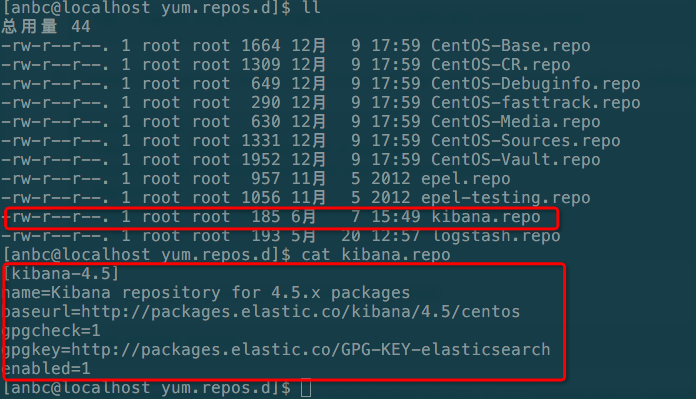 [anbc@localhost yum.repos.d]$ ll
总用量 44
-rw-r--r--. 1 root root 1664 12月  9 17:59 CentOS-Base.repo
-rw-r--r--. 1 root root 1309 12月  9 17:59 CentOS-CR.repo
-rw-r--r--. 1 root root  649 12月  9 17:59 CentOS-Debuginfo.repo
-rw-r--r--. 1 root root  290 12月  9 17:59 CentOS-fasttrack.repo
-rw-r--r--. 1 root root  630 12月  9 17:59 CentOS-Media.repo
-rw-r--r--. 1 root root 1331 12月  9 17:59 CentOS-Sources.repo
-rw-r--r--. 1 root root 1952 12月  9 17:59 CentOS-Vault.repo
-rw-r--r--. 1 root root  957 11月  5 2012 epel.repo
-rw-r--r--. 1 root root 1056 11月  5 2012 epel-testing.repo
-rw-r--r--. 1 root root  185 6月   7 15:49 kibana.repo
-rw-r--r--. 1 root root  193 5月  20 12:57 logstash.repo
[anbc@localhost yum.repos.d]$ cat kibana.repo
[kibana-4.5]
name=Kibana repository for 4.5.x packages
baseurl=http://packages.elastic.co/kibana/4.5/centos
gpgcheck=1
gpgkey=http://packages.elastic.co/GPG-KEY-elasticsearch
enabled=1
[anbc@localhost yum.repos.d]$